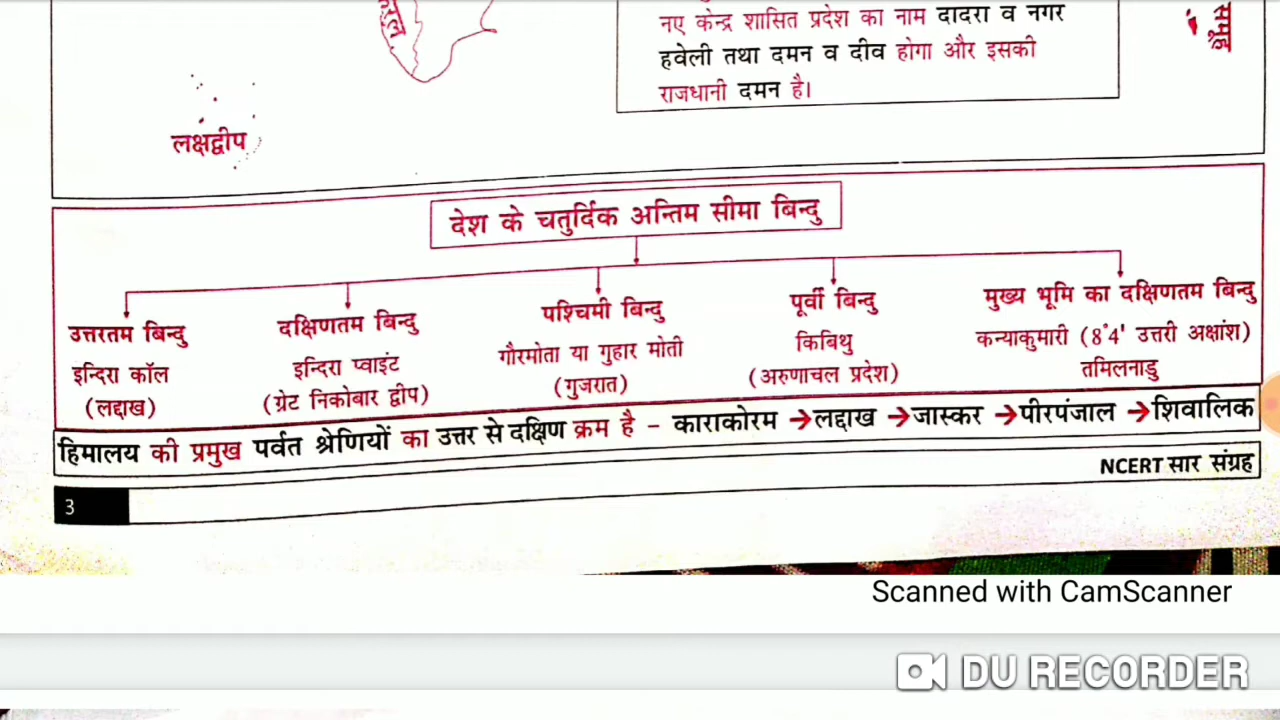 नए केन्द्र शासित प्रदेश का नाम दादरा व नगर
हवेली तथा दमन व दीव होगा और इसकी
राजधानी दमन है।
समूह
लक्षद्वीप
देश के चतुर्दिक अन्तिम सीमा बिन्दु
उत्तरतम बिन्दु
इन्दिरा कॉल
(लद्दाख)
दक्षिणतम बिन्दु
इन्दिरा प्वाइंट
(ग्रेट निकोबार द्वीप)
पश्चिमी बिन्दु
गौरमोता या गुहार मोती
(गुजरात)
पूर्वी बिन्दु
किबिथु
(अरुणाचल प्रदेश)
मुख्य भूमि का दक्षिणतम बिन्दु
कन्याकुमारी (8°4' उत्तरी अक्षांश)
तमिलनाडु
हिमालय की प्रमुख पर्वत श्रेणियों का उत्तर से दक्षिण क्रम है – काराकोरम →लद्दाख →जास्कर →पीरपंजाल →शिवालिक
NCERT सार संग्रह
3
Scanned with CamScanner
DU RECORDER